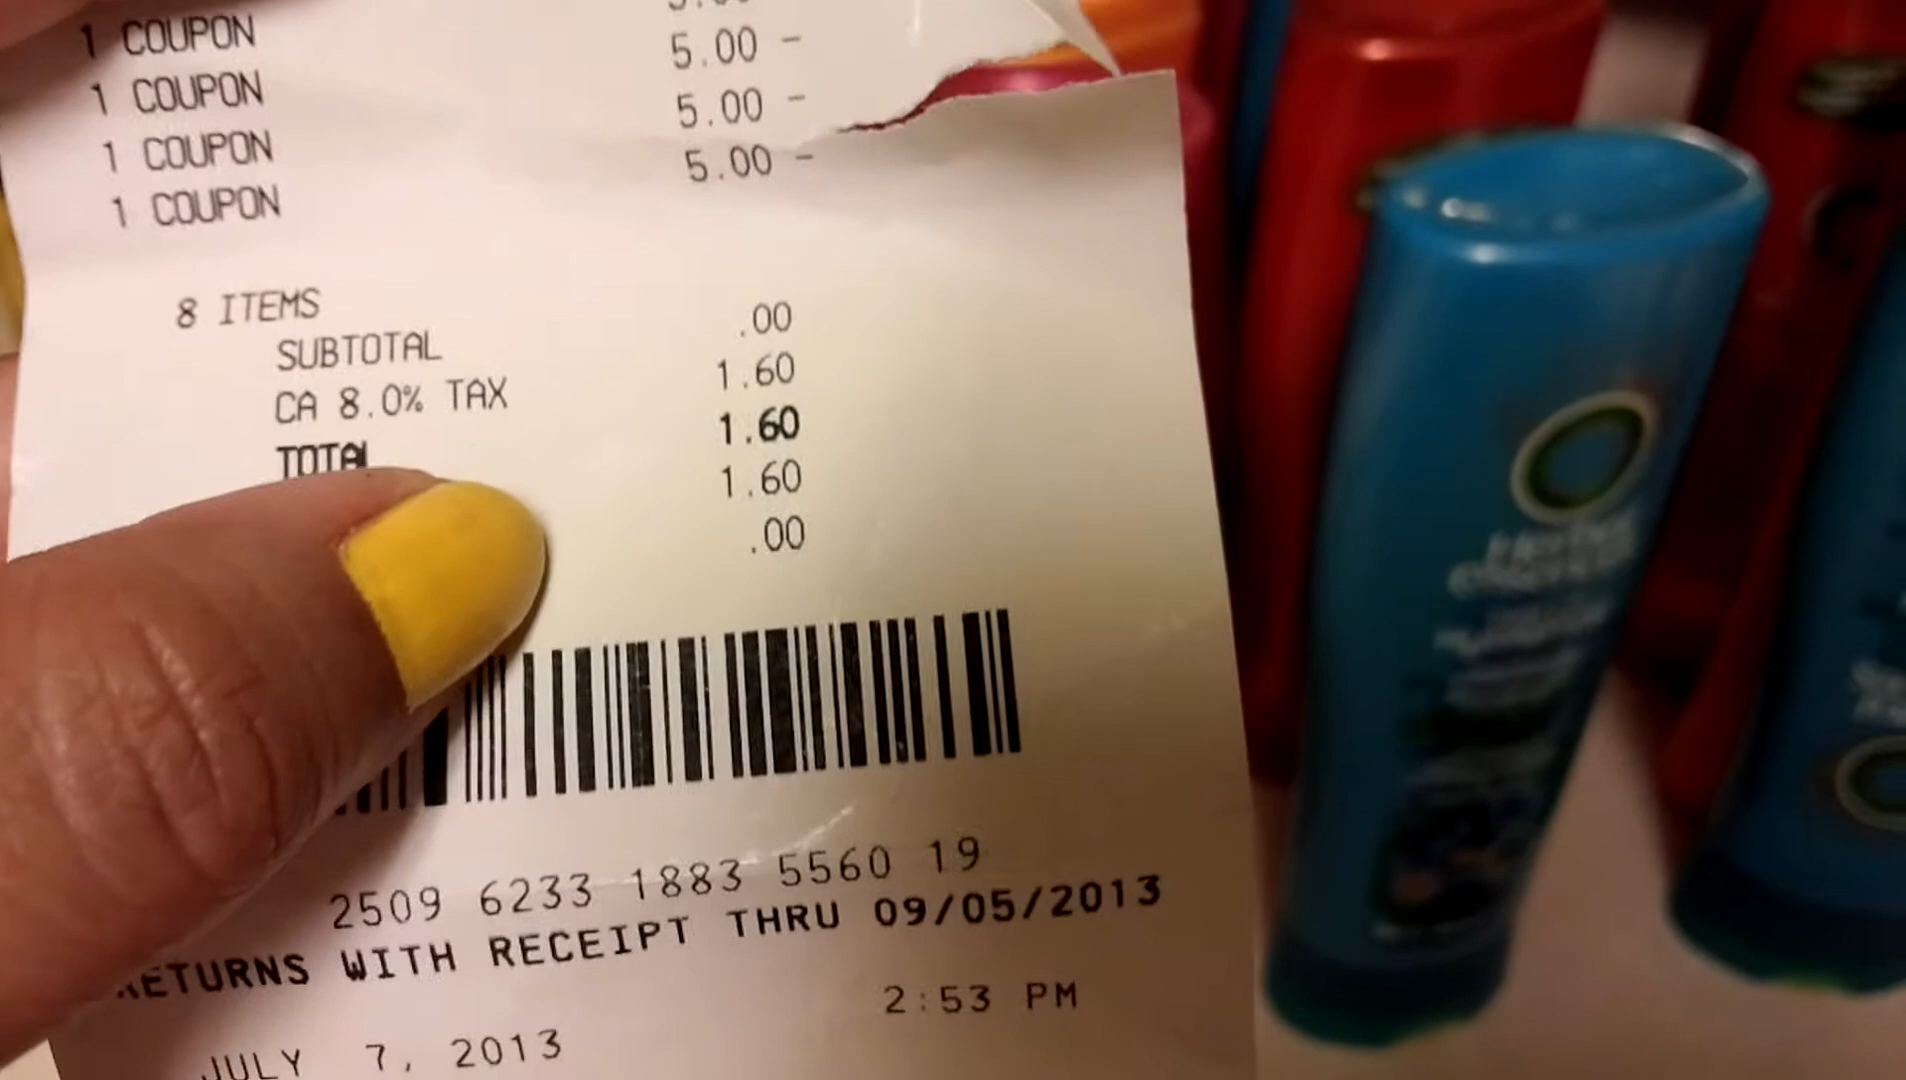 1 COUPON 5.00 -
1 COUPON 5.00 -
1 COUPON 5.00 -
1 COUPON
8 ITEMS
SUBTOTAL .00
CA 8.0% TAX 1.60
TOTAL 1.60
1.60
.00
2509 6233 1883 5560 19
RETURNS WITH RECEIPT THRU 09/05/2013
JULY 7, 2013 2:53 PM
Herbal
Essences